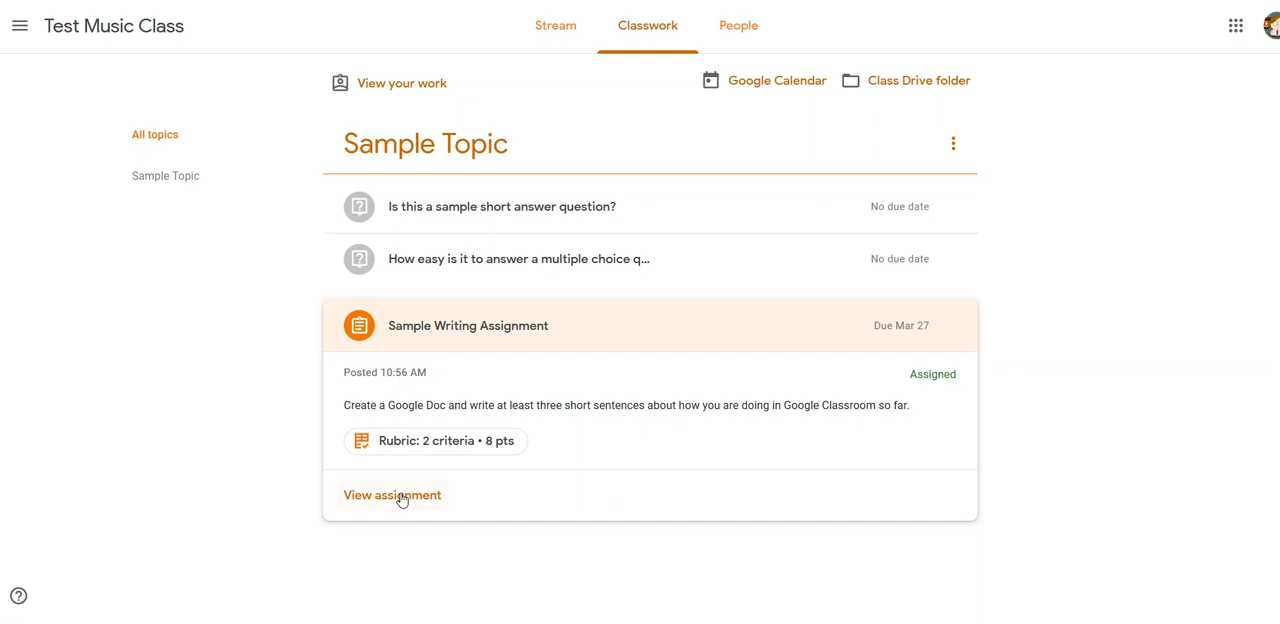 Test Music Class
Stream
Classwork
People
View your work
Google Calendar
Class Drive folder
All topics
Sample Topic
Sample Topic
Is this a sample short answer question?
No due date
How easy is it to answer a multiple choice q...
No due date
Sample Writing Assignment
Due Mar 27
Posted 10:56 AM
Assigned
Create a Google Doc and write at least three short sentences about how you are doing in Google Classroom so far.
Rubric: 2 criteria • 8 pts
View assignment